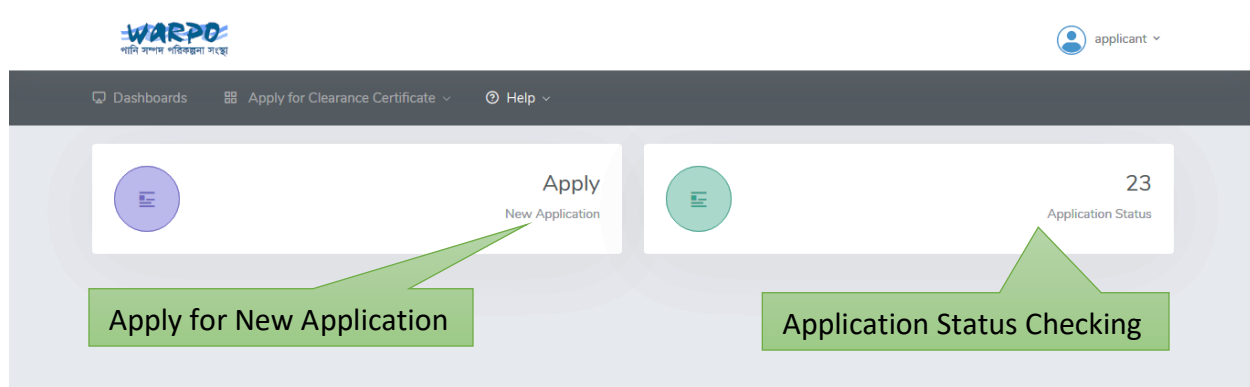 WARPO
পানি সম্পদ পরিকল্পনা সংস্থা
applicant
Dashboards Apply for Clearance Certificate Help
Apply
New Application
23
Application Status
Apply for New Application
Application Status Checking